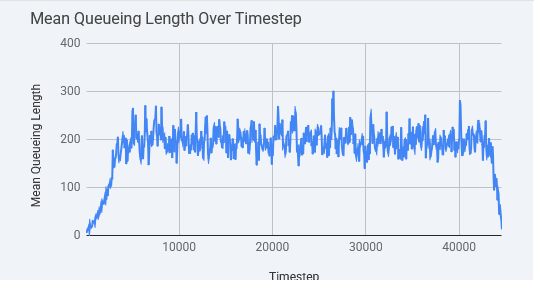 Mean Queueing Length Over Timestep
Mean Queueing Length
400
300
200
100
0
10000 20000 30000 40000
Timestep